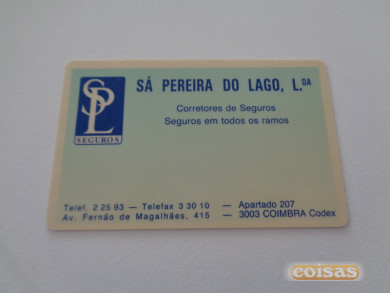 SPL
SEGUROS
SÁ PEREIRA DO LAGO, L.DA
Corretores de Seguros
Seguros em todos os ramos
Telef. 2 25 93 — Telefax 3 30 10 — Apartado 207
Av. Fernão de Magalhães, 415 — 3003 COIMBRA Codex
coisas